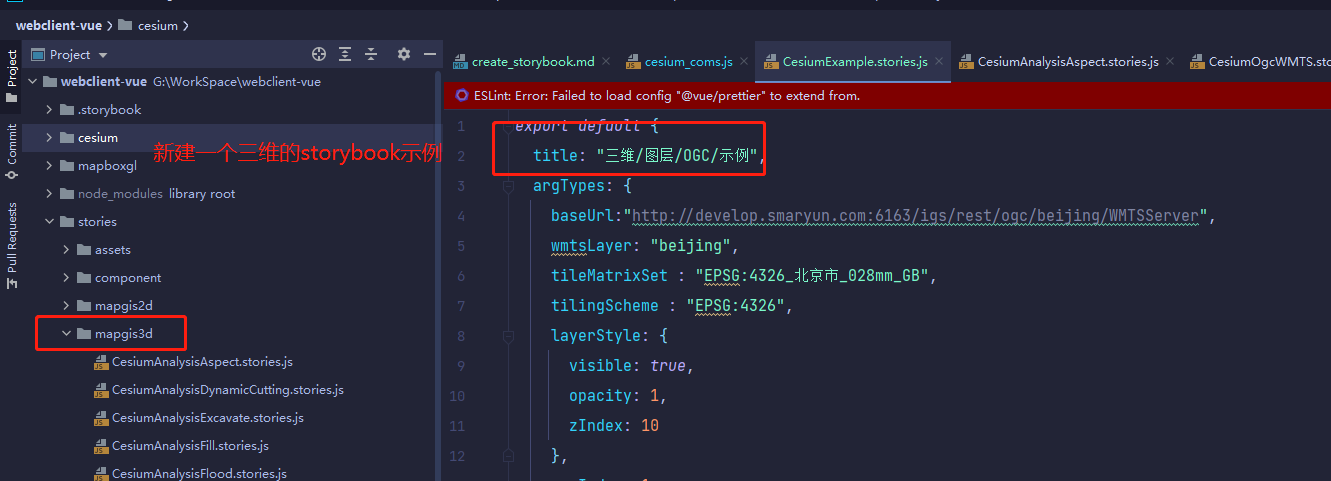 webclient-vue
cesium
Project
create_storybook.md
cesium_coms.js
CesiumExample.stories.js
CesiumAnalysisAspect.stories.js
CesiumOgcWMTS.sto
Project
Commit
Pull Requests
webclient-vue G:\WorkSpace\webclient-vue
.storybook
cesium
新建一个三维的storybook示例
mapboxgl
node_modules library root
stories
assets
component
mapgis2d
mapgis3d
CesiumAnalysisAspect.stories.js
CesiumAnalysisDynamicCutting.stories.js
CesiumAnalysisExcavate.stories.js
CesiumAnalysisFill.stories.js
CesiumAnalysisFlood.stories.js
ESLint: Error: Failed to load config "@vue/prettier" to extend from.
1 export default {
2 title: "三维/图层/OGC/示例",
3 argTypes: {
4 baseUrl:"http://develop.smaryun.com:6163/igs/rest/ogc/beijing/WMTSServer",
5 wmtsLayer: "beijing",
6 tileMatrixSet : "EPSG:4326_北京市_028mm_GB",
7 tilingScheme : "EPSG:4326",
8 layerStyle: {
9 visible: true,
10 opacity: 1,
11 zIndex: 10
12 },